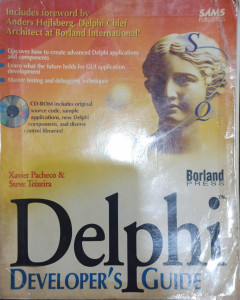 Includes foreword by
Anders Hejlsberg, Delphi Chief
Architect at Borland International!
SAMS
PUBLISHING
Discover how to create advanced Delphi applications
and components
Learn what the future holds for GUI application
development
Master testing and debugging techniques
CD-ROM includes original
source code, sample
applications, new Delphi
components, and diverse
control libraries!
S
Q
Xavier Pacheco &
Steve Teixeira
Borland
PRESS
Delphi
DEVELOPER'S GUIDE